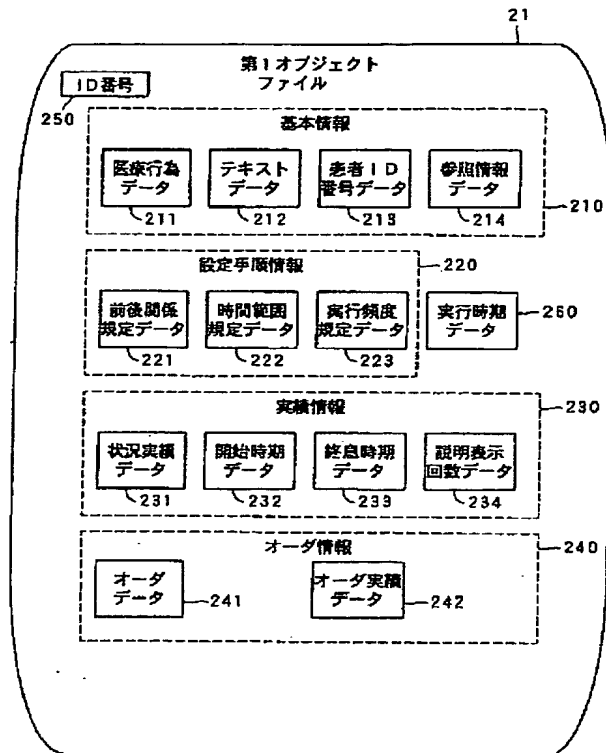 21
第1オブジェクト
ファイル
ID番号
250
基本情報
医療行為
データ
テキスト
データ
患者ID
番号データ
参照情報
データ
211
212
213
214
210
設定手順情報
220
前後関係
規定データ
時間範囲
規定データ
実行頻度
規定データ
実行時期
データ
260
221
222
223
実績情報
230
状況実績
データ
開始時期
データ
終息時期
データ
説明表示
回数データ
231
232
233
234
オーダ情報
240
オーダ
データ
241
オーダ実績
データ
242